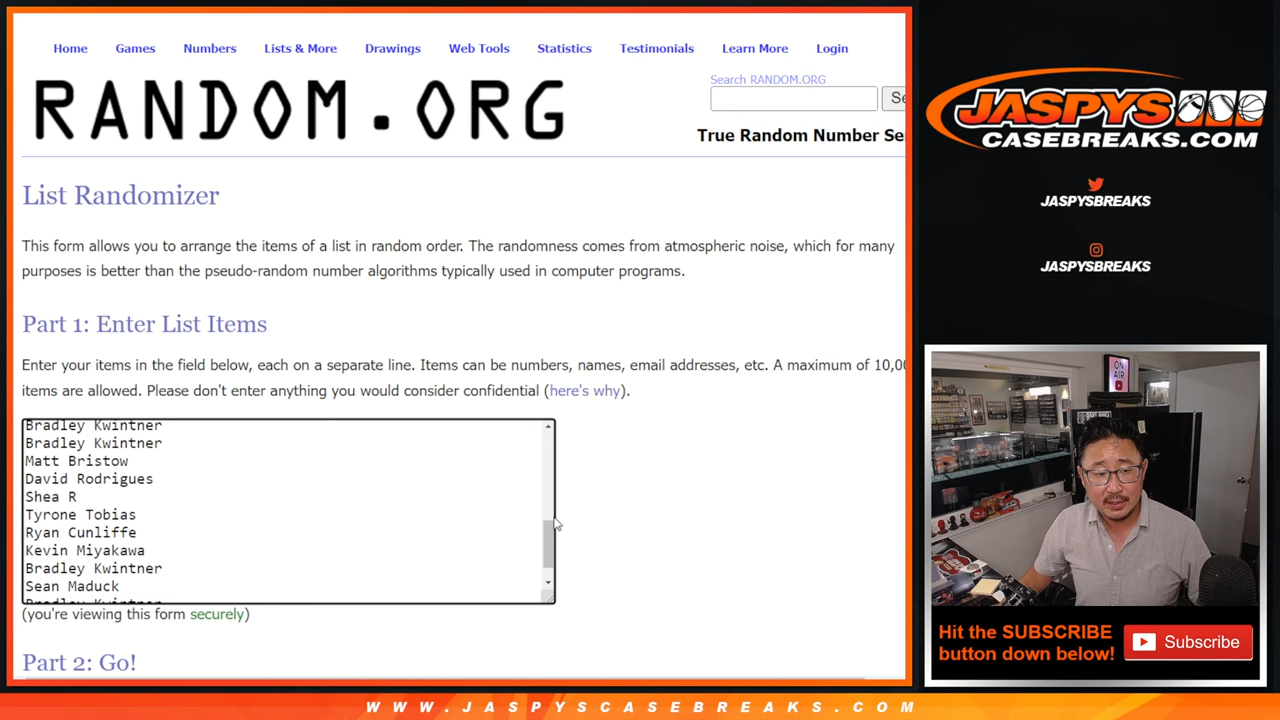 Home Games Numbers Lists & More Drawings Web Tools Statistics Testimonials Learn More Login
RANDOM.ORG
Search RANDOM.ORG
True Random Number Se
List Randomizer
This form allows you to arrange the items of a list in random order. The randomness comes from atmospheric noise, which for many
purposes is better than the pseudo-random number algorithms typically used in computer programs.
Part 1: Enter List Items
Enter your items in the field below, each on a separate line. Items can be numbers, names, email addresses, etc. A maximum of 10,00
items are allowed. Please don't enter anything you would consider confidential (here's why).
Bradley Kwintner
Bradley Kwintner
Matt Bristow
David Rodrigues
Shea R
Tyrone Tobias
Ryan Cunliffe
Kevin Miyakawa
Bradley Kwintner
Sean Maduck
Bradley Kwintner
(you're viewing this form securely)
Part 2: Go!
JASPYS
CASEBREAKS.COM
JASPYSBREAKS
JASPYSBREAKS
ON
AIR
Hit the SUBSCRIBE
button down below!
Subscribe
WWW.JASPYSCASEBREAKS.COM